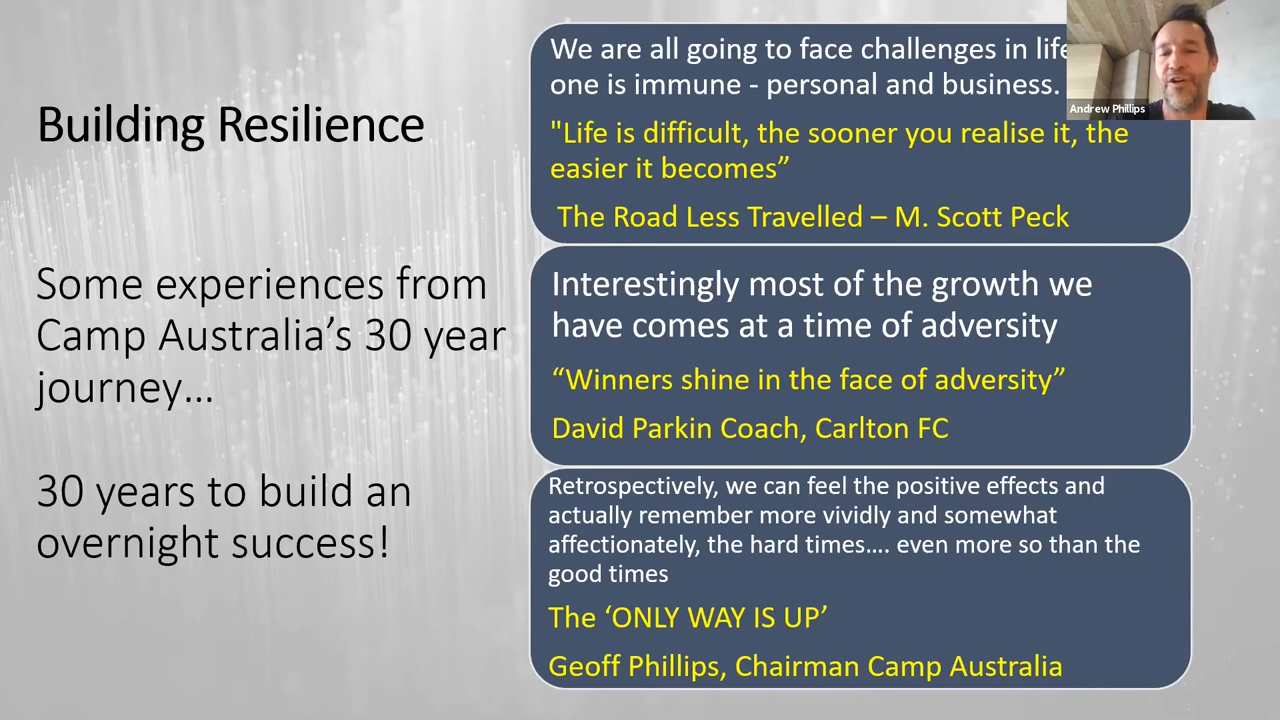 Building Resilience
Some experiences from
Camp Australia’s 30 year
journey...
30 years to build an
overnight success!
We are all going to face challenges in life
one is immune - personal and business.
"Life is difficult, the sooner you realise it, the
easier it becomes”
The Road Less Travelled – M. Scott Peck
Interestingly most of the growth we
have comes at a time of adversity
“Winners shine in the face of adversity”
David Parkin Coach, Carlton FC
Retrospectively, we can feel the positive effects and
actually remember more vividly and somewhat
affectionately, the hard times.... even more so than the
good times
The ‘ONLY WAY IS UP’
Geoff Phillips, Chairman Camp Australia
Andrew Phillips